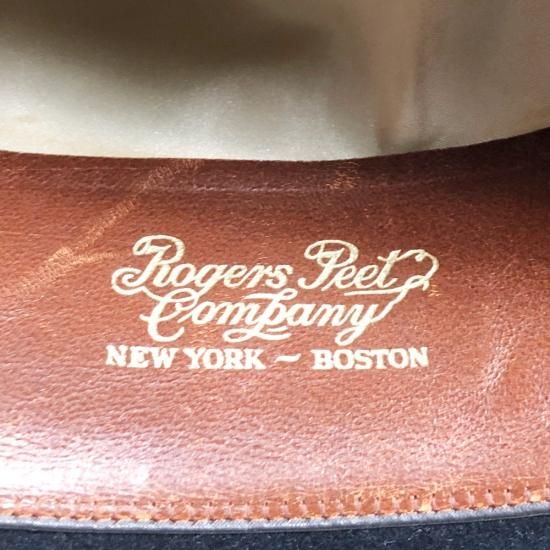 Rogers Peet
Company
NEW YORK ~ BOSTON